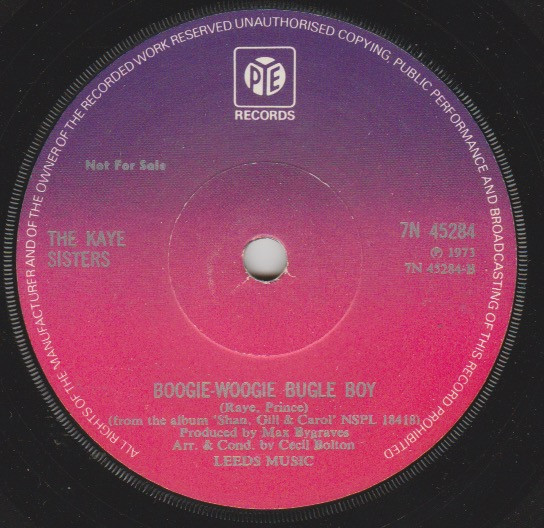 ALL RIGHTS OF THE MANUFACTURER AND OF THE OWNER OF THE RECORDED WORK RESERVED UNAUTHORISED COPYING, PUBLIC PERFORMANCE AND BROADCASTING OF THIS RECORD PROHIBITED
PYE
RECORDS
Not For Sale
THE KAYE
SISTERS
7N 45284
℗ 1973
7N 45284-B
BOOGIE-WOOGIE BUGLE BOY
(Raye, Prince)
(from the album 'Shan, Gill & Carol' NSPL 18418)
Produced by Max Bygraves
Arr. & Cond. by Cecil Bolton
LEEDS MUSIC